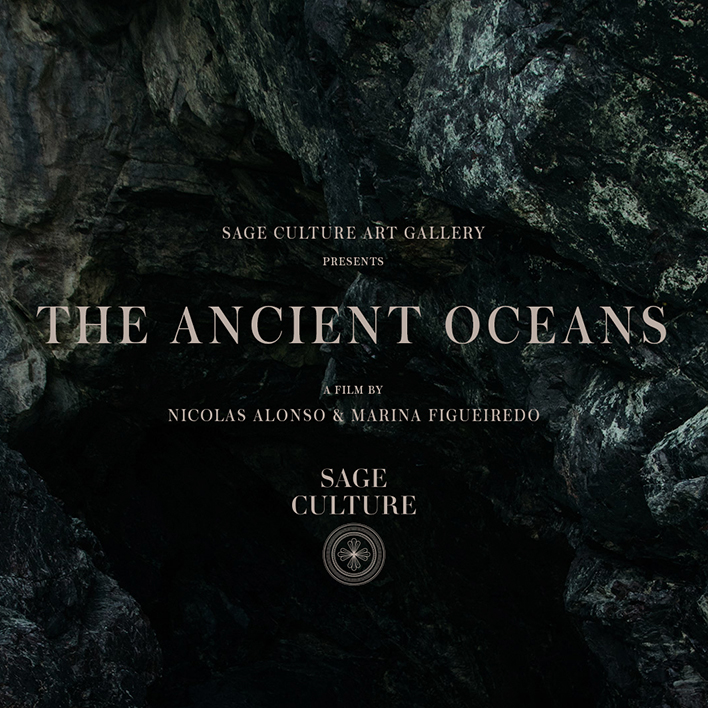 SAGE CULTURE ART GALLERY
PRESENTS
THE ANCIENT OCEANS
A FILM BY
NICOLAS ALONSO & MARINA FIGUEIREDO
SAGE
CULTURE